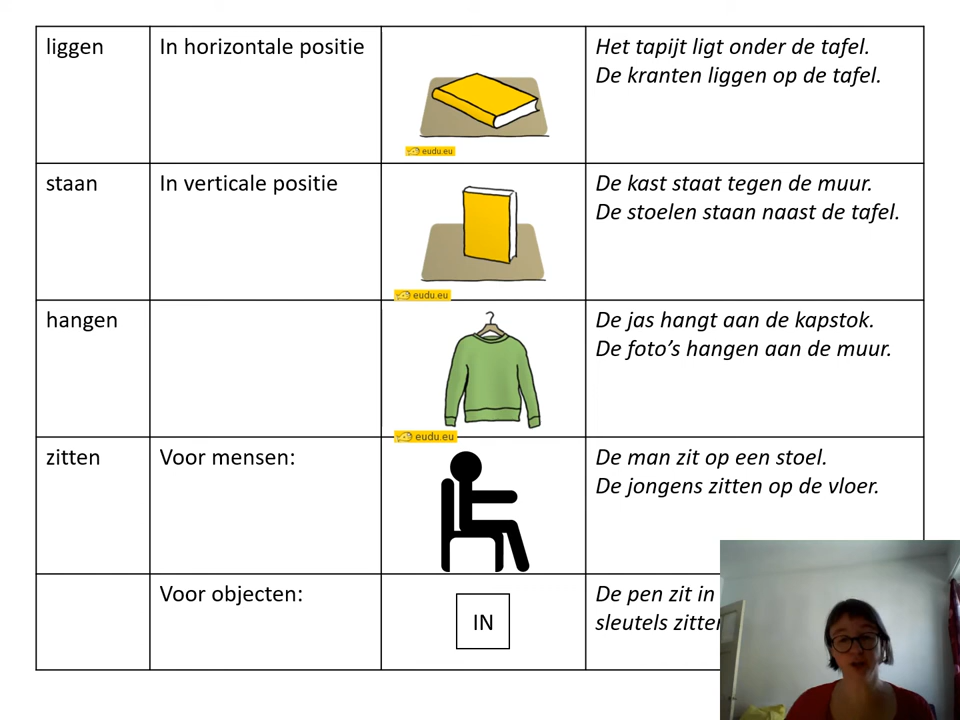 liggen
In horizontale positie
eudu.eu
Het tapijt ligt onder de tafel.
De kranten liggen op de tafel.
staan
In verticale positie
eudu.eu
De kast staat tegen de muur.
De stoelen staan naast de tafel.
hangen
eudu.eu
De jas hangt aan de kapstok.
De foto’s hangen aan de muur.
zitten
Voor mensen:
De man zit op een stoel.
De jongens zitten op de vloer.
Voor objecten:
IN
De pen zit in
sleutels